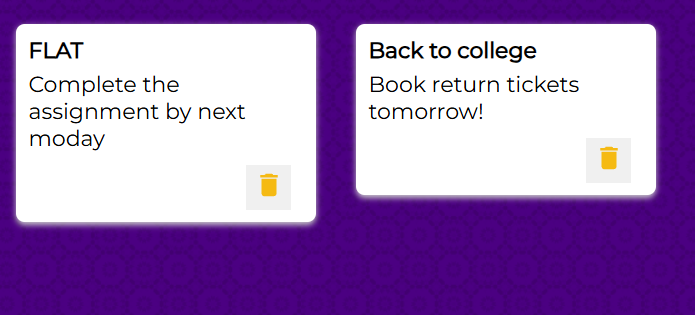 FLAT
Complete the
assignment by next
moday
Back to college
Book return tickets
tomorrow!